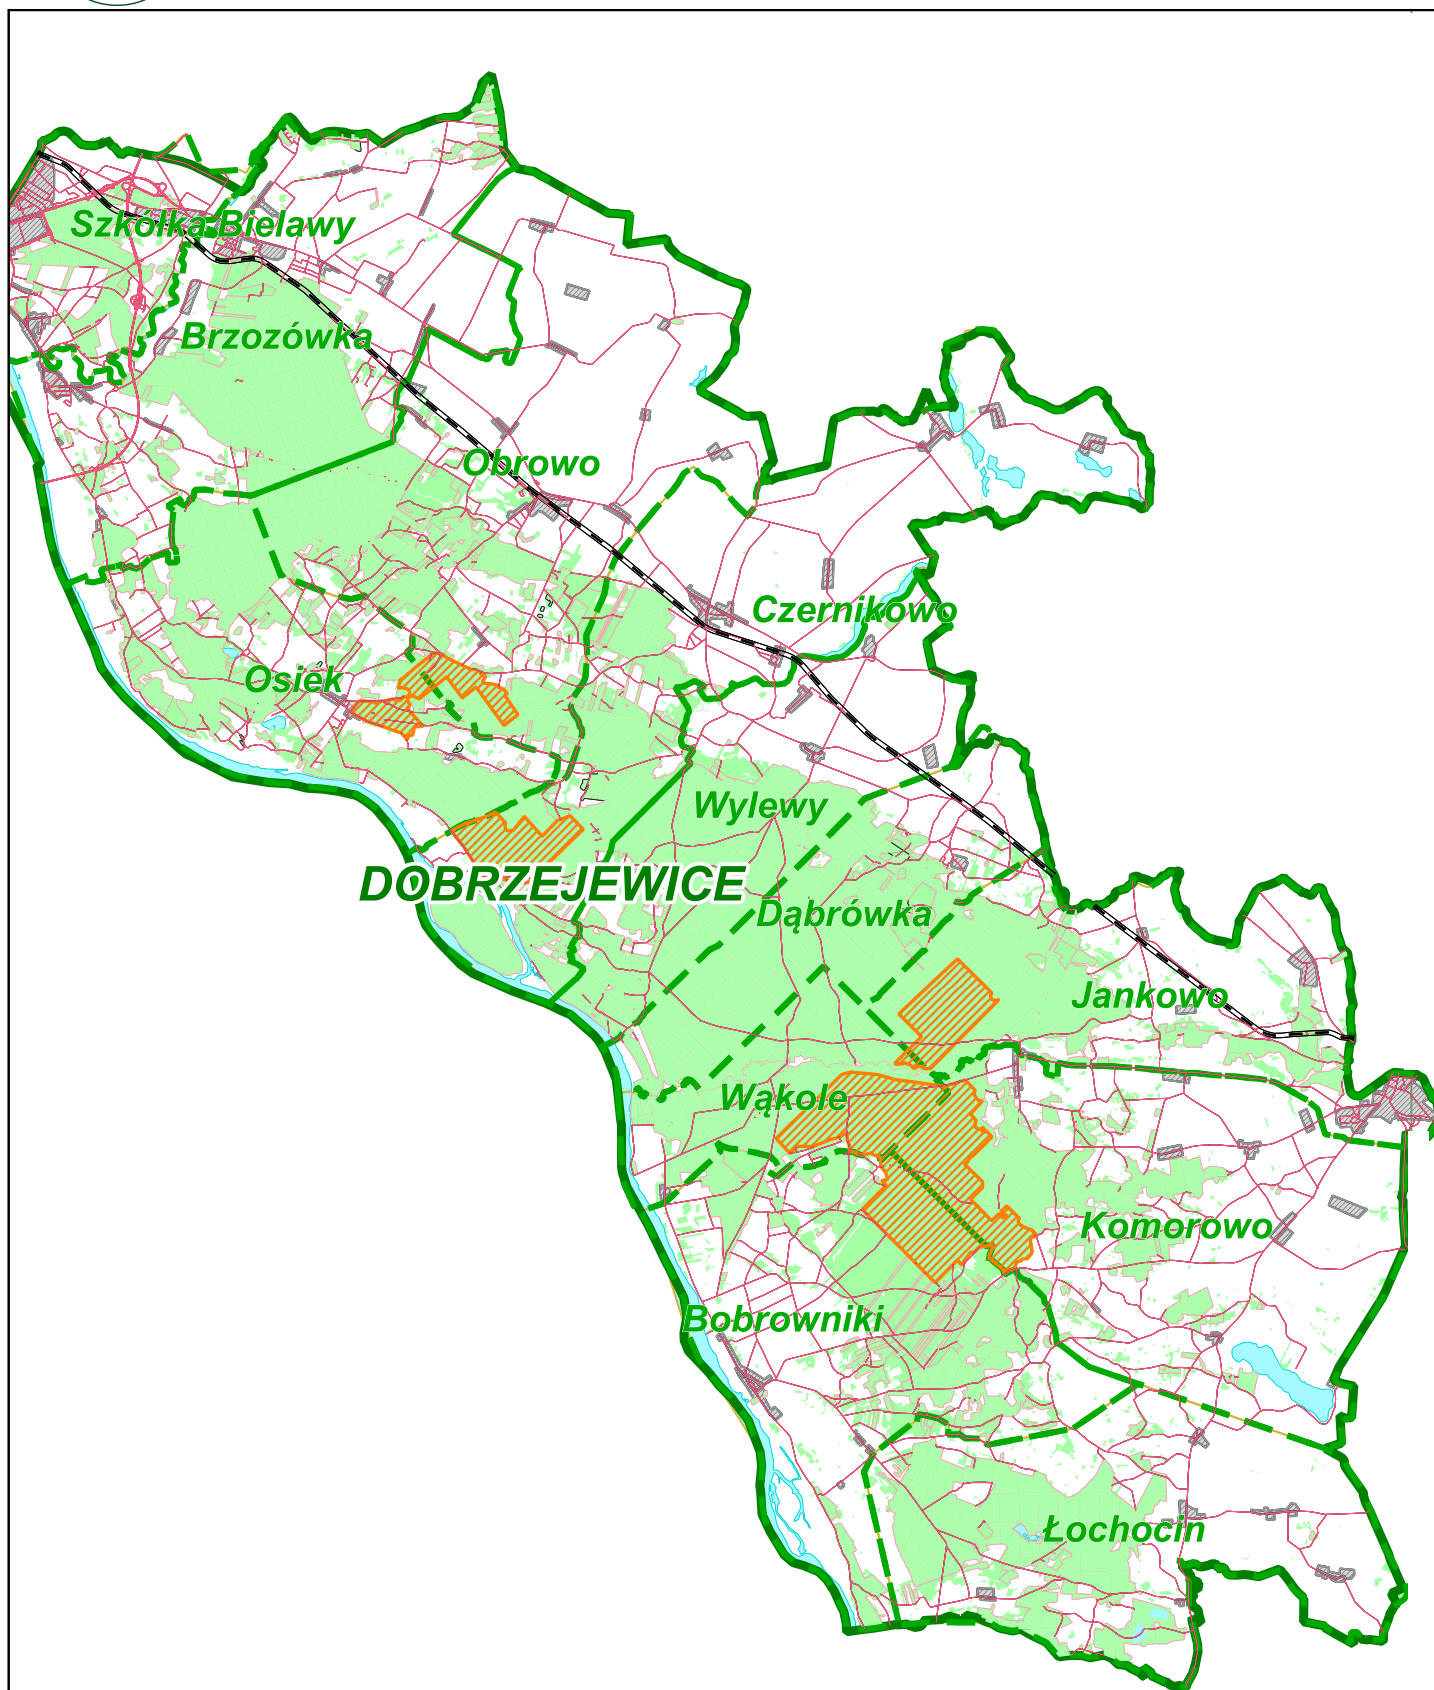 Szkółka Bielawy
Brzozówka
Obrowo
Czernikowo
Osiek
Wylewy
DOBRZEJEWICE
Dąbrówka
Jankowo
Wąkole
Komorowo
Bobrowniki
Łochocin